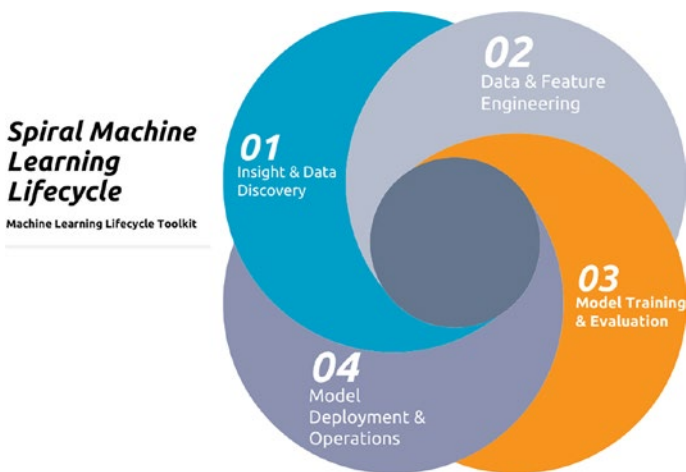 Spiral Machine
Learning
Lifecycle
Machine Learning Lifecycle Toolkit
01
Insight & Data
Discovery
02
Data & Feature
Engineering
03
Model Training
& Evaluation
04
Model
Deployment &
Operations